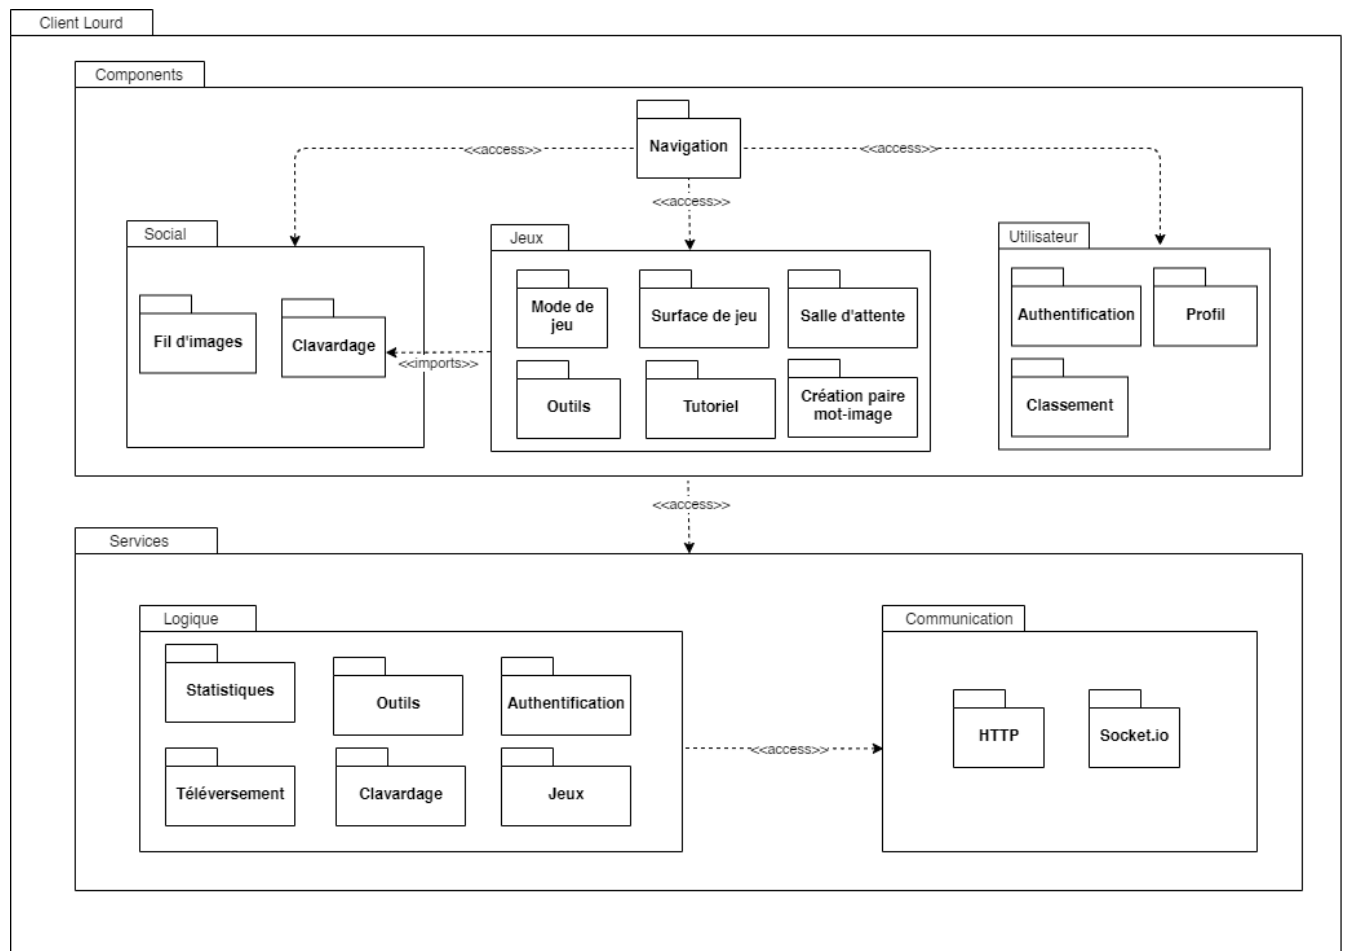 Client Lourd
Components
Navigation
<<access>>
<<access>>
<<access>>
Social
Jeux
Utilisateur
Fil d'images
Clavardage
<<imports>>
Mode de
jeu
Surface de jeu
Salle d'attente
Outils
Tutoriel
Création paire
mot-image
Authentification
Profil
Classement
<<access>>
Services
Logique
Communication
Statistiques
Outils
Authentification
Téléversement
Clavardage
Jeux
<<access>>
HTTP
Socket.io